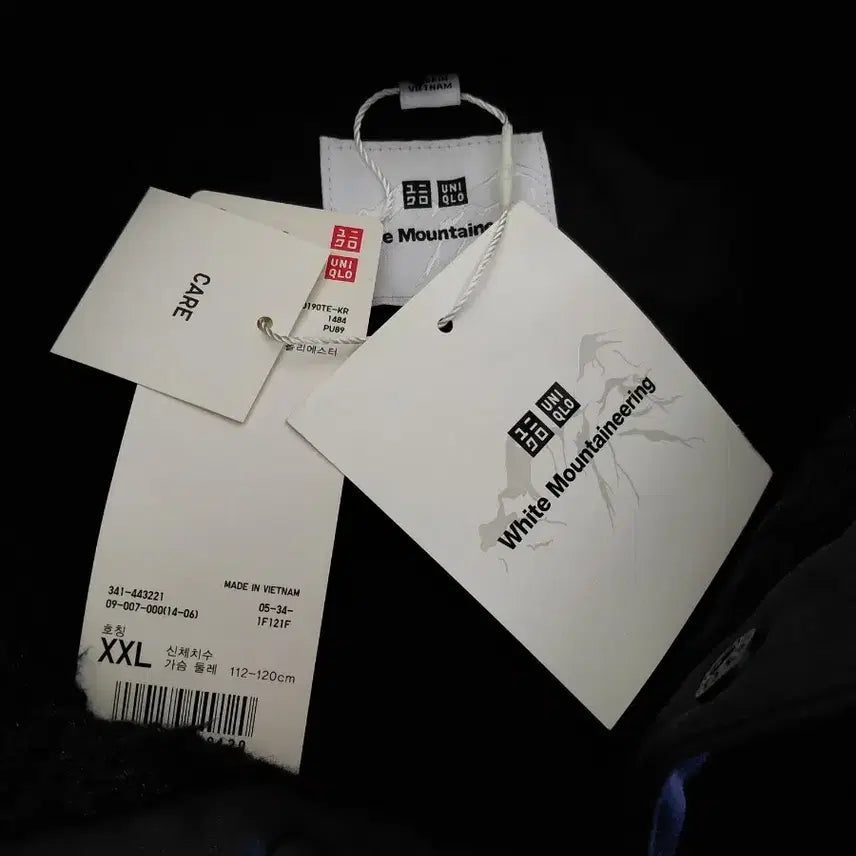 VIETNAM
ユニ
クロ
UNI
QLO
e Mountaine
CARE
ユニ
クロ
UNI
QLO
J190TE-KR
1484
PU89
폴리에스터
ユニ
クロ
UNI
QLO
White Mountaineering
341-443221
MADE IN VIETNAM
09-007-000(14-06)
05-34-
1F121F
호칭
XXL
신체치수
가슴 둘레 112-120cm